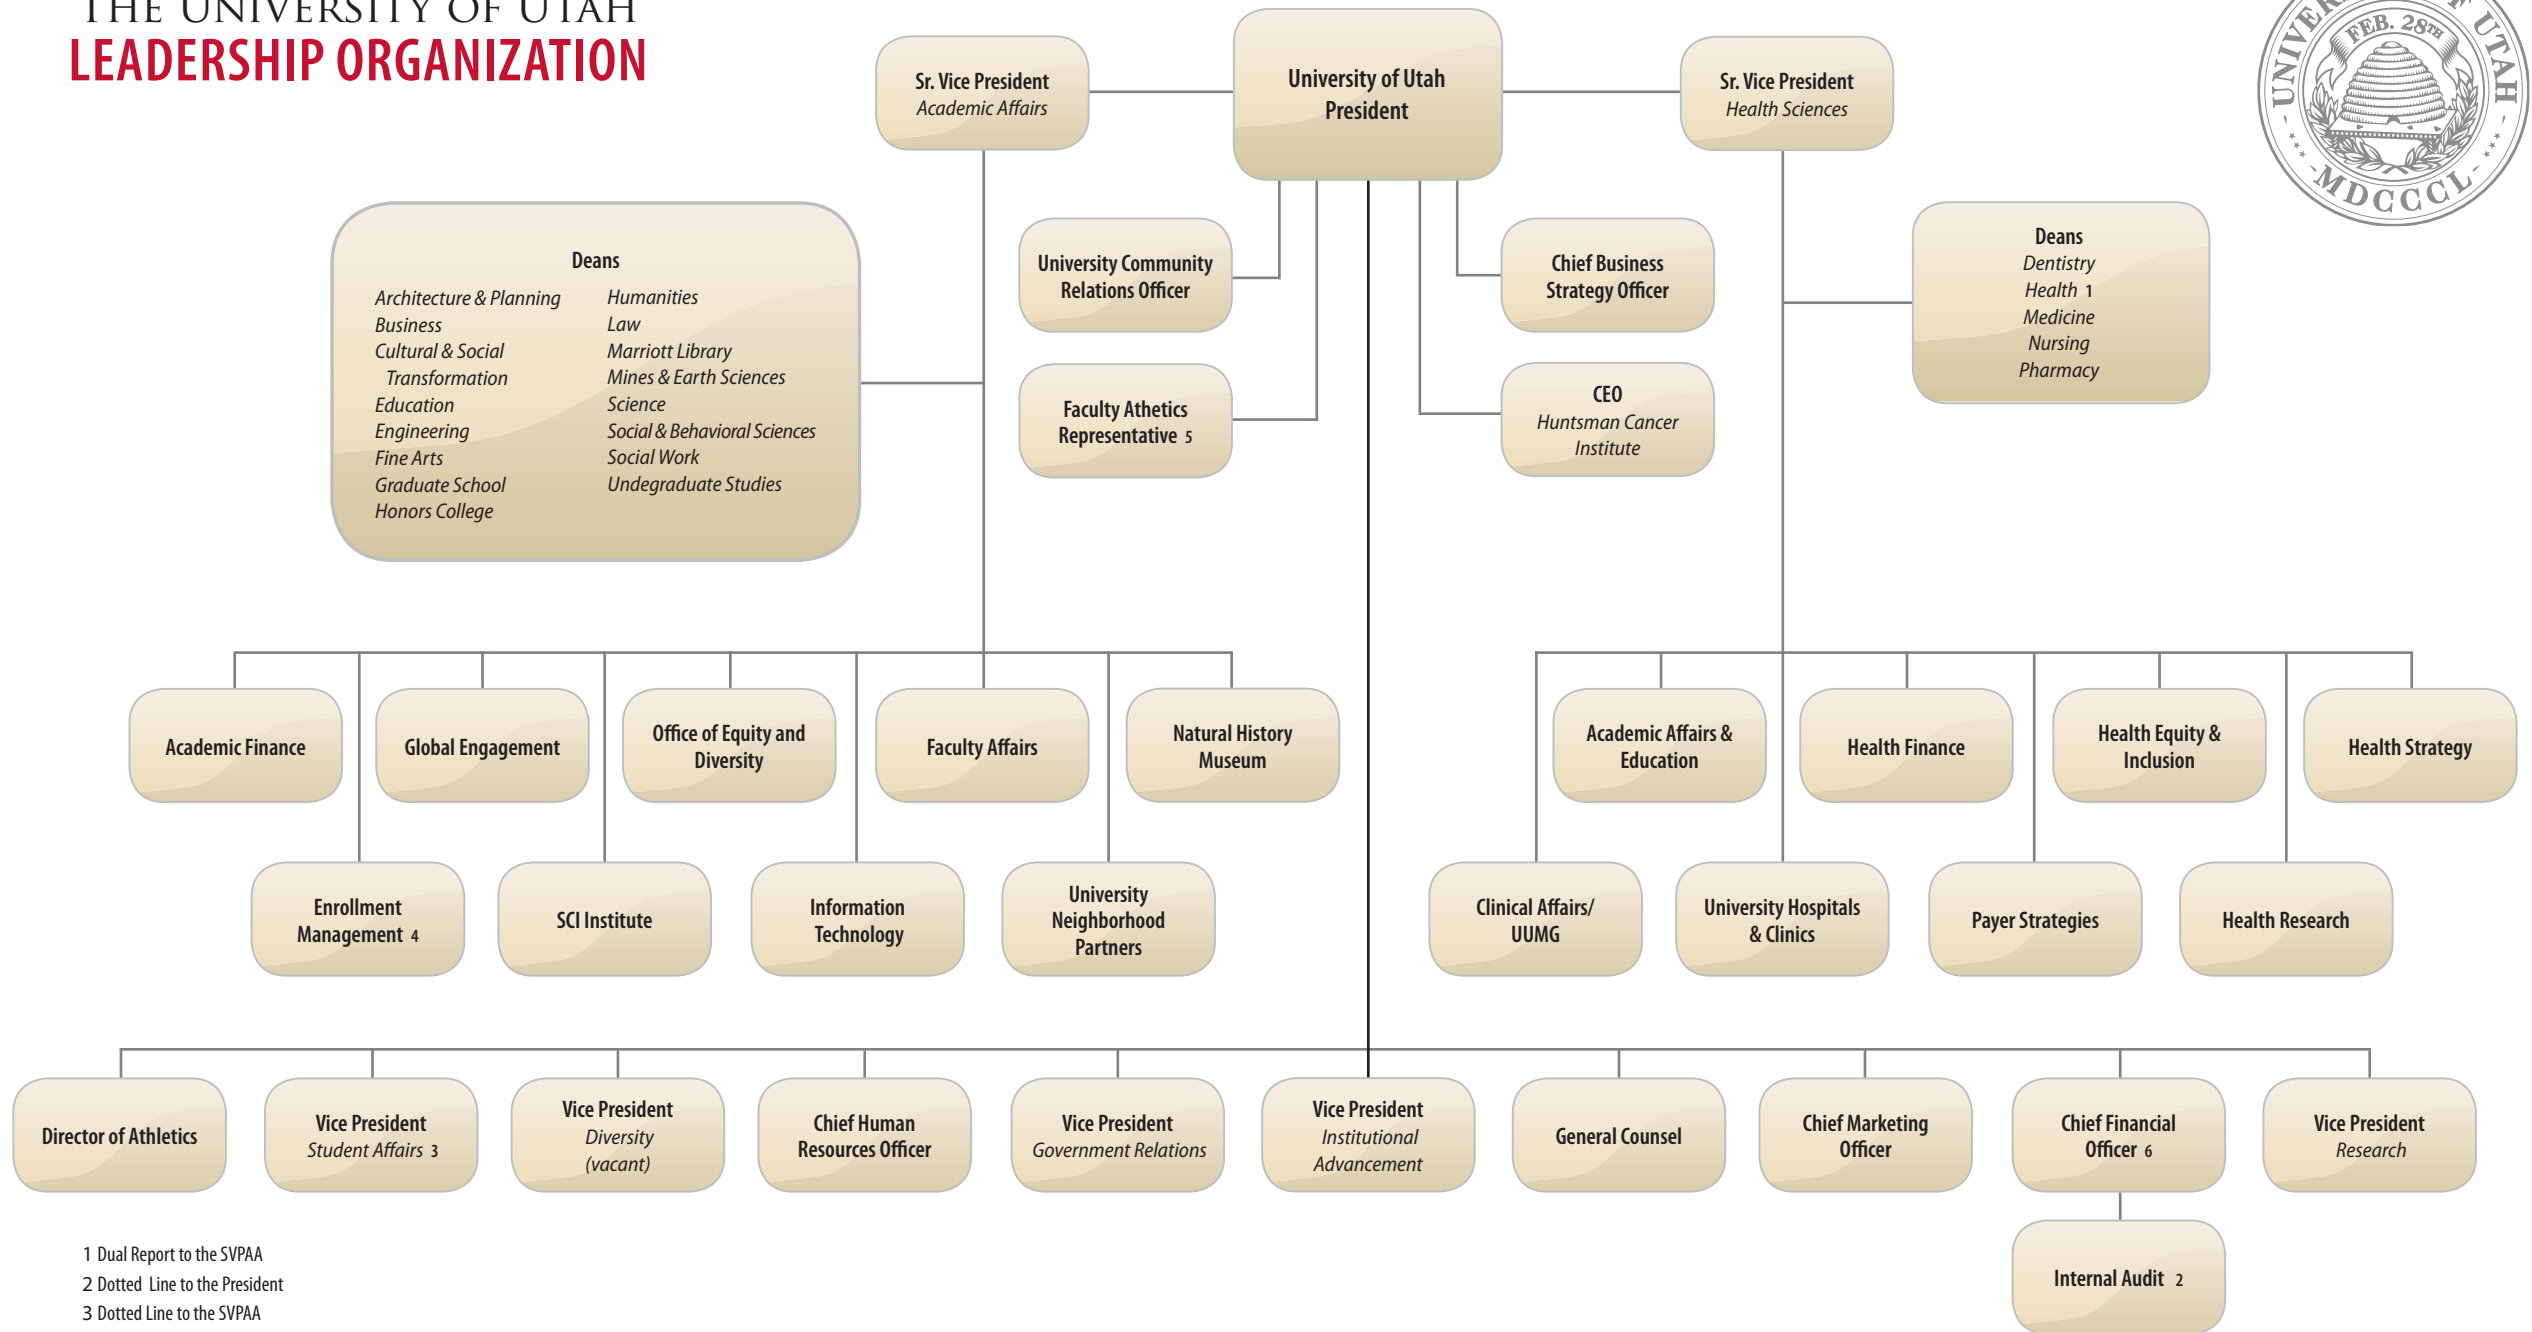 THE UNIVERSITY OF UTAH
LEADERSHIP ORGANIZATION
UNIVERSITY OF UTAH
FEB. 28TH
MDCCCL
University of Utah
President
Sr. Vice President
Academic Affairs
Sr. Vice President
Health Sciences
Deans
Architecture & Planning
Business
Cultural & Social
Transformation
Education
Engineering
Fine Arts
Graduate School
Honors College
Humanities
Law
Marriott Library
Mines & Earth Sciences
Science
Social & Behavioral Sciences
Social Work
Undegraduate Studies
University Community
Relations Officer
Faculty Athetics
Representative 5
Chief Business
Strategy Officer
CEO
Huntsman Cancer
Institute
Deans
Dentistry
Health 1
Medicine
Nursing
Pharmacy
Academic Finance
Global Engagement
Office of Equity and
Diversity
Faculty Affairs
Natural History
Museum
Academic Affairs &
Education
Health Finance
Health Equity &
Inclusion
Health Strategy
Enrollment
Management 4
SCI Institute
Information
Technology
University
Neighborhood
Partners
Clinical Affairs/
UUMG
University Hospitals
& Clinics
Payer Strategies
Health Research
Director of Athletics
Vice President
Student Affairs 3
Vice President
Diversity
(vacant)
Chief Human
Resources Officer
Vice President
Government Relations
Vice President
Institutional
Advancement
General Counsel
Chief Marketing
Officer
Chief Financial
Officer 6
Vice President
Research
Internal Audit 2
1 Dual Report to the SVPAA
2 Dotted Line to the President
3 Dotted Line to the SVPAA